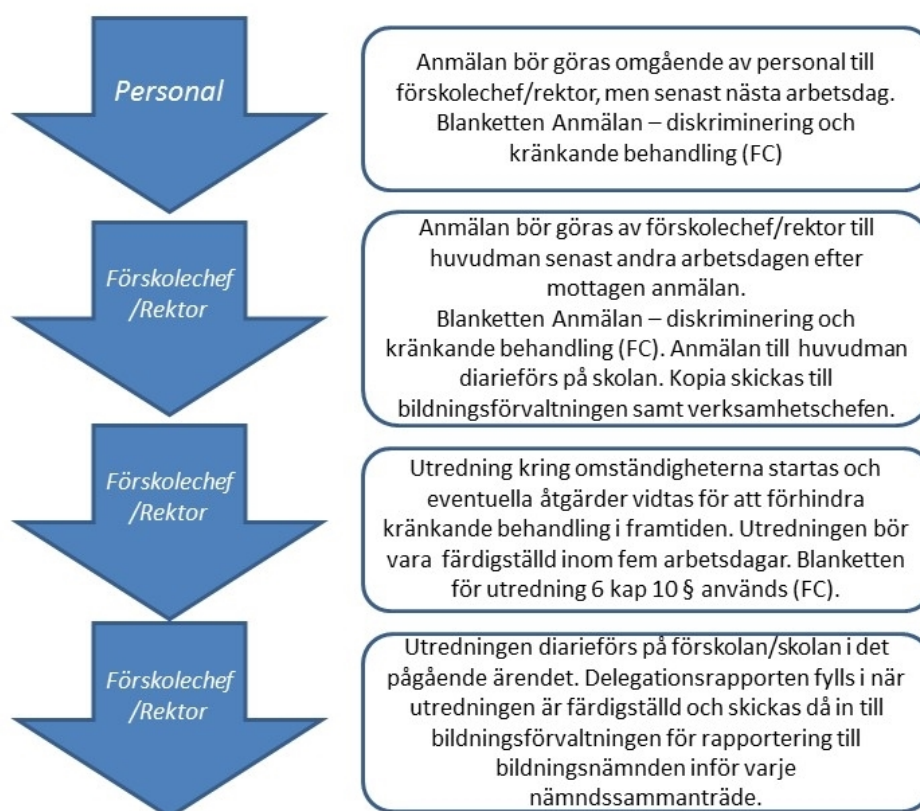 Personal
Anmälan bör göras omgående av personal till
förskolechef/rektor, men senast nästa arbetsdag.
Blanketten Anmälan – diskriminering och
kränkande behandling (FC)
Förskolechef
/Rektor
Anmälan bör göras av förskolechef/rektor till
huvudman senast andra arbetsdagen efter
mottagen anmälan.
Blanketten Anmälan – diskriminering och
kränkande behandling (FC). Anmälan till huvudman
diarieförs på skolan. Kopia skickas till
bildningsförvaltningen samt verksamhetschefen.
Förskolechef
/Rektor
Utredning kring omständigheterna startas och
eventuella åtgärder vidtas för att förhindra
kränkande behandling i framtiden. Utredningen bör
vara färdigställd inom fem arbetsdagar. Blanketten
för utredning 6 kap 10 § används (FC).
Förskolechef
/Rektor
Utredningen diarieförs på förskolan/skolan i det
pågående ärendet. Delegationsrapporten fylls i när
utredningen är färdigställd och skickas då in till
bildningsförvaltningen för rapportering till
bildningsnämnden inför varje
nämndssammanträde.